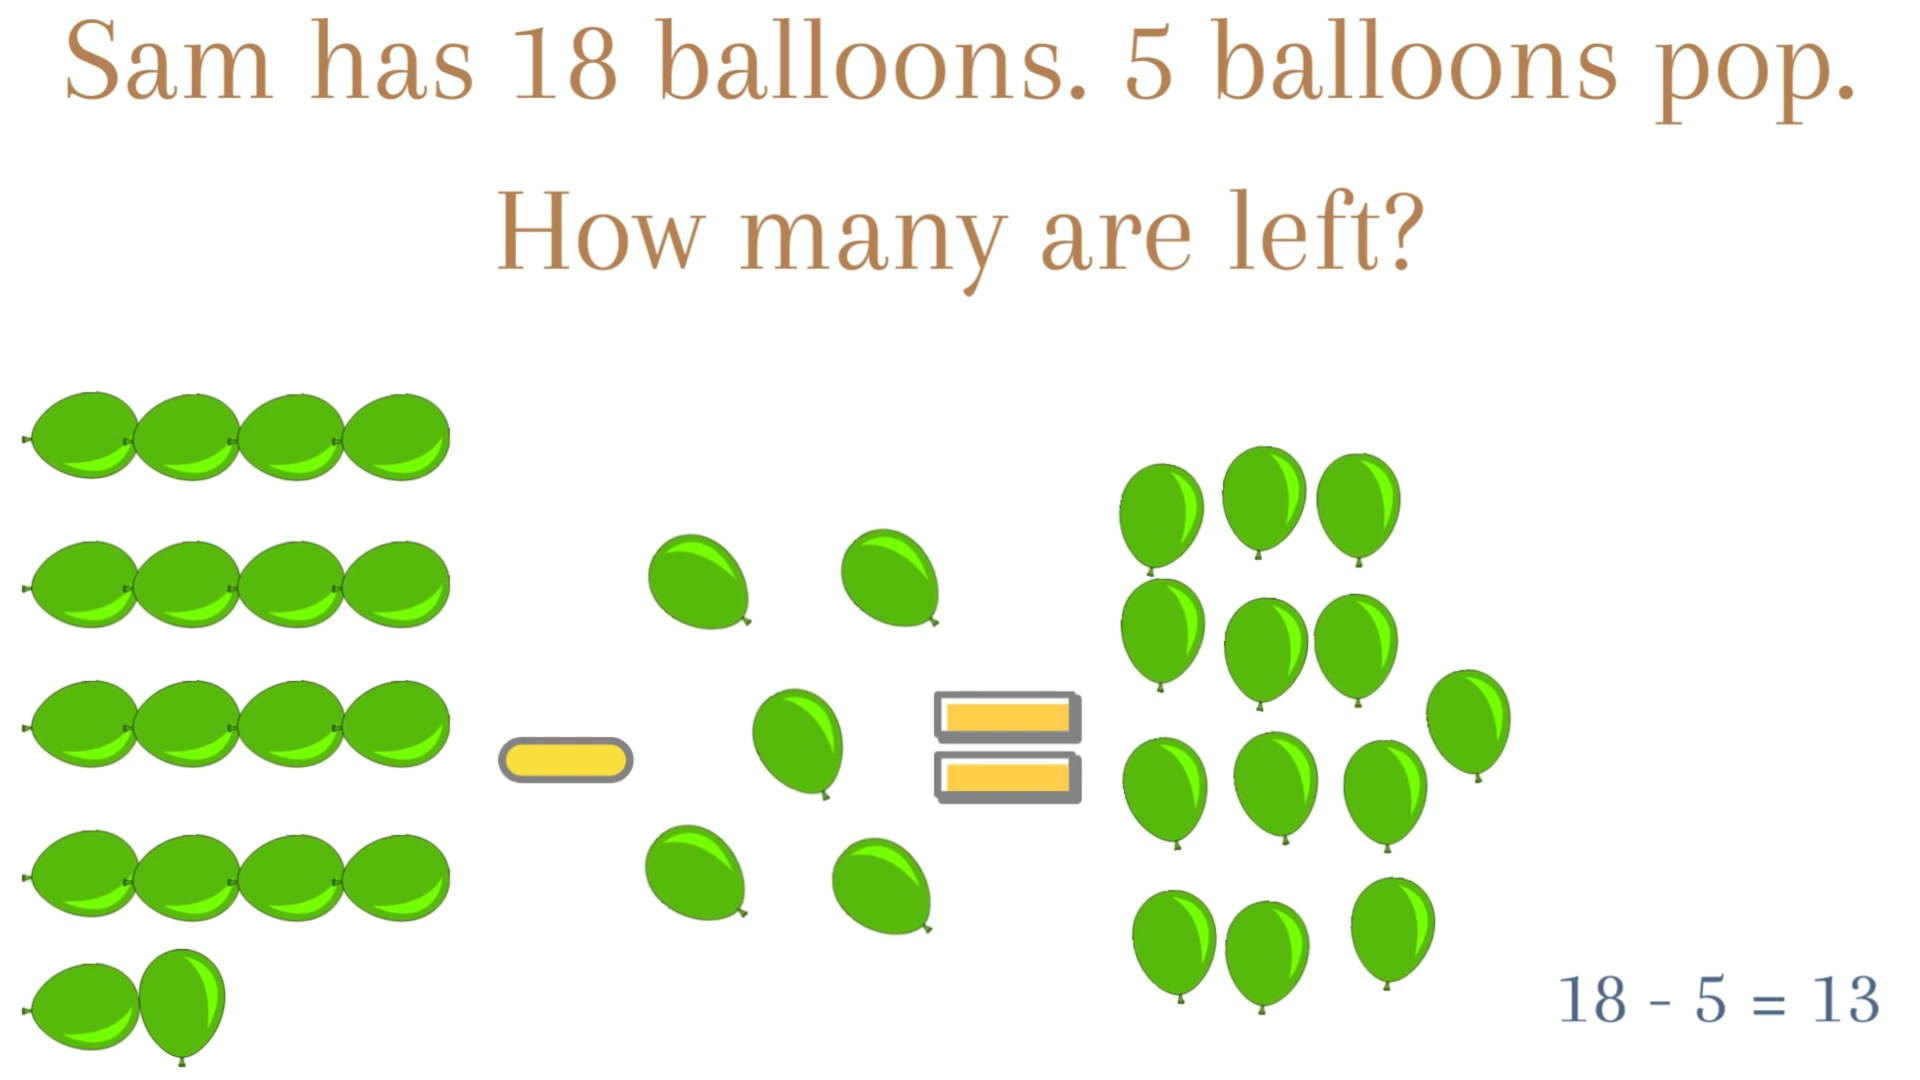 Sam has 18 balloons. 5 balloons pop.
How many are left?
18 - 5 = 13